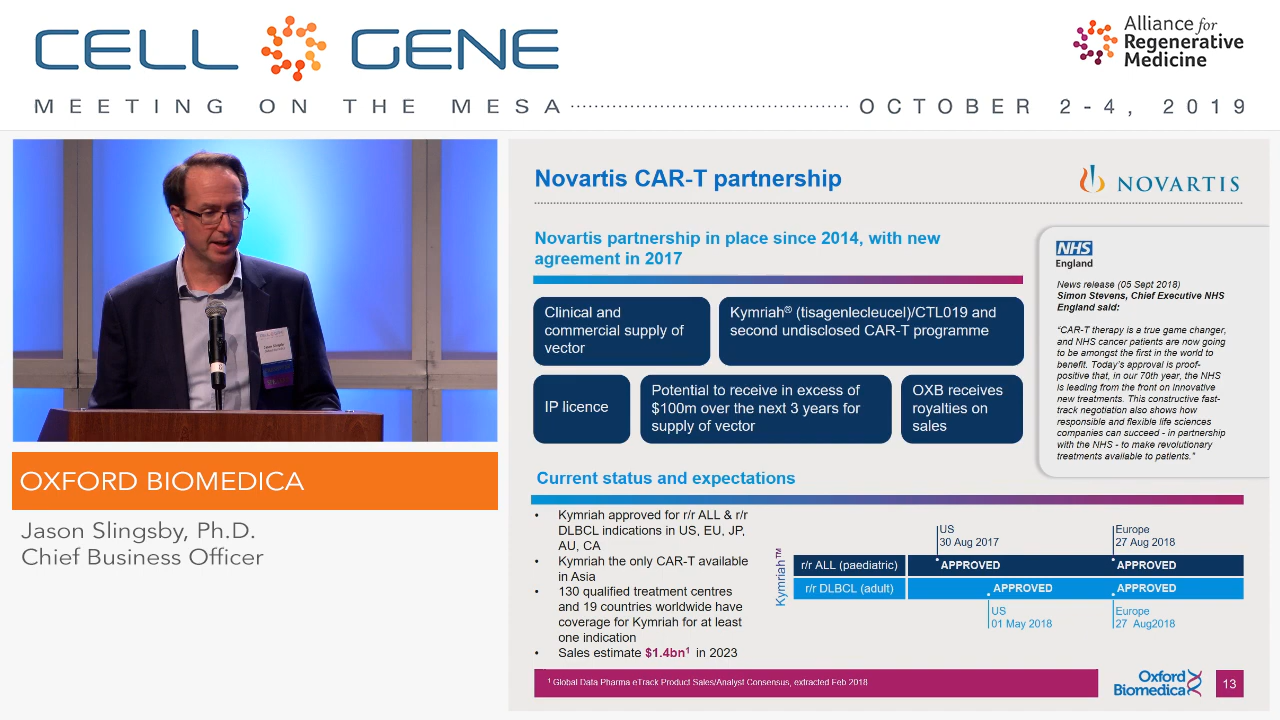 CELL GENE
Alliance for
Regenerative
Medicine
MEETING ON THE MESA
OCTOBER 2-4, 2019
OXFORD BIOMEDICA
Jason Slingsby, Ph.D.
Chief Business Officer
Novartis CAR-T partnership
NOVARTIS
Novartis partnership in place since 2014, with new
agreement in 2017
Clinical and
commercial supply of
vector
Kymriah® (tisagenlecleucel)/CTL019 and
second undisclosed CAR-T programme
IP licence
Potential to receive in excess of
$100m over the next 3 years for
supply of vector
OXB receives
royalties on
sales
NHS
England
News release (05 Sept 2018)
Simon Stevens, Chief Executive NHS
England said:
“CAR-T therapy is a true game changer,
and NHS cancer patients are now going
to be amongst the first in the world to
benefit. Today's approval is proof-
positive that, in our 70th year, the NHS
is leading from the front on innovative
new treatments. This constructive fast-
track negotiation also shows how
responsible and flexible life sciences
companies can succeed - in partnership
with the NHS - to make revolutionary
treatments available to patients.”
Current status and expectations
• Kymriah approved for r/r ALL & r/r
DLBCL indications in US, EU, JP,
AU, CA
• Kymriah the only CAR-T available
in Asia
• 130 qualified treatment centres
and 19 countries worldwide have
coverage for Kymriah for at least
one indication
• Sales estimate $1.4bn¹ in 2023
Kymriah™
US
30 Aug 2017
Europe
27 Aug 2018
r/r ALL (paediatric)
APPROVED
APPROVED
r/r DLBCL (adult)
APPROVED
APPROVED
US
01 May 2018
Europe
27 Aug2018
¹ Global Data Pharma eTrack Product Sales/Analyst Consensus, extracted Feb 2018
Oxford
Biomedica
13